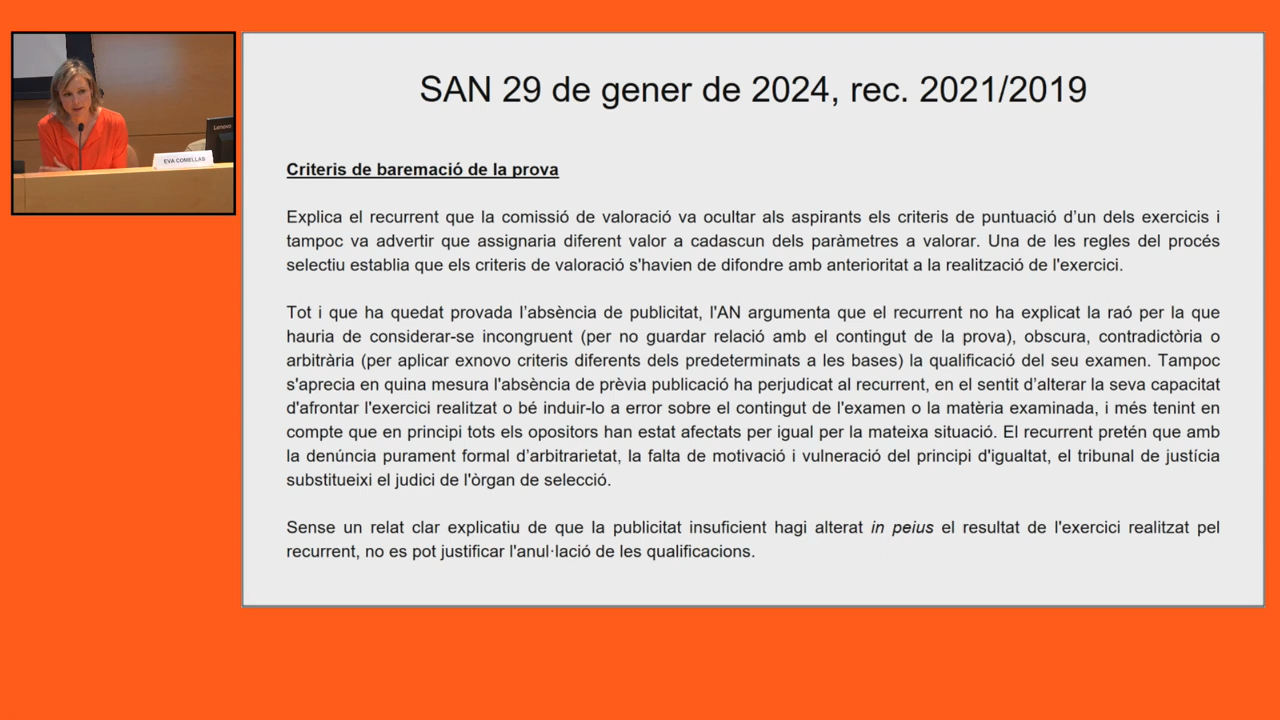 Lenovo
EVA COMELLAS
SAN 29 de gener de 2024, rec. 2021/2019
Criteris de baremació de la prova
Explica el recurrent que la comissió de valoració va ocultar als aspirants els criteris de puntuació d’un dels exercicis i
tampoc va advertir que assignaria diferent valor a cadascun dels paràmetres a valorar. Una de les regles del procés
selectiu establia que els criteris de valoració s'havien de difondre amb anterioritat a la realització de l'exercici.
Tot i que ha quedat provada l’absència de publicitat, l'AN argumenta que el recurrent no ha explicat la raó per la que
hauria de considerar-se incongruent (per no guardar relació amb el contingut de la prova), obscura, contradictòria o
arbitrària (per aplicar exnovo criteris diferents dels predeterminats a les bases) la qualificació del seu examen. Tampoc
s'aprecia en quina mesura l'absència de prèvia publicació ha perjudicat al recurrent, en el sentit d’alterar la seva capacitat
d'afrontar l'exercici realitzat o bé induir-lo a error sobre el contingut de l'examen o la matèria examinada, i més tenint en
compte que en principi tots els opositors han estat afectats per igual per la mateixa situació. El recurrent pretén que amb
la denúncia purament formal d’arbitrarietat, la falta de motivació i vulneració del principi d'igualtat, el tribunal de justícia
substitueixi el judici de l'òrgan de selecció.
Sense un relat clar explicatiu de que la publicitat insuficient hagi alterat in peius el resultat de l'exercici realitzat pel
recurrent, no es pot justificar l'anul·lació de les qualificacions.